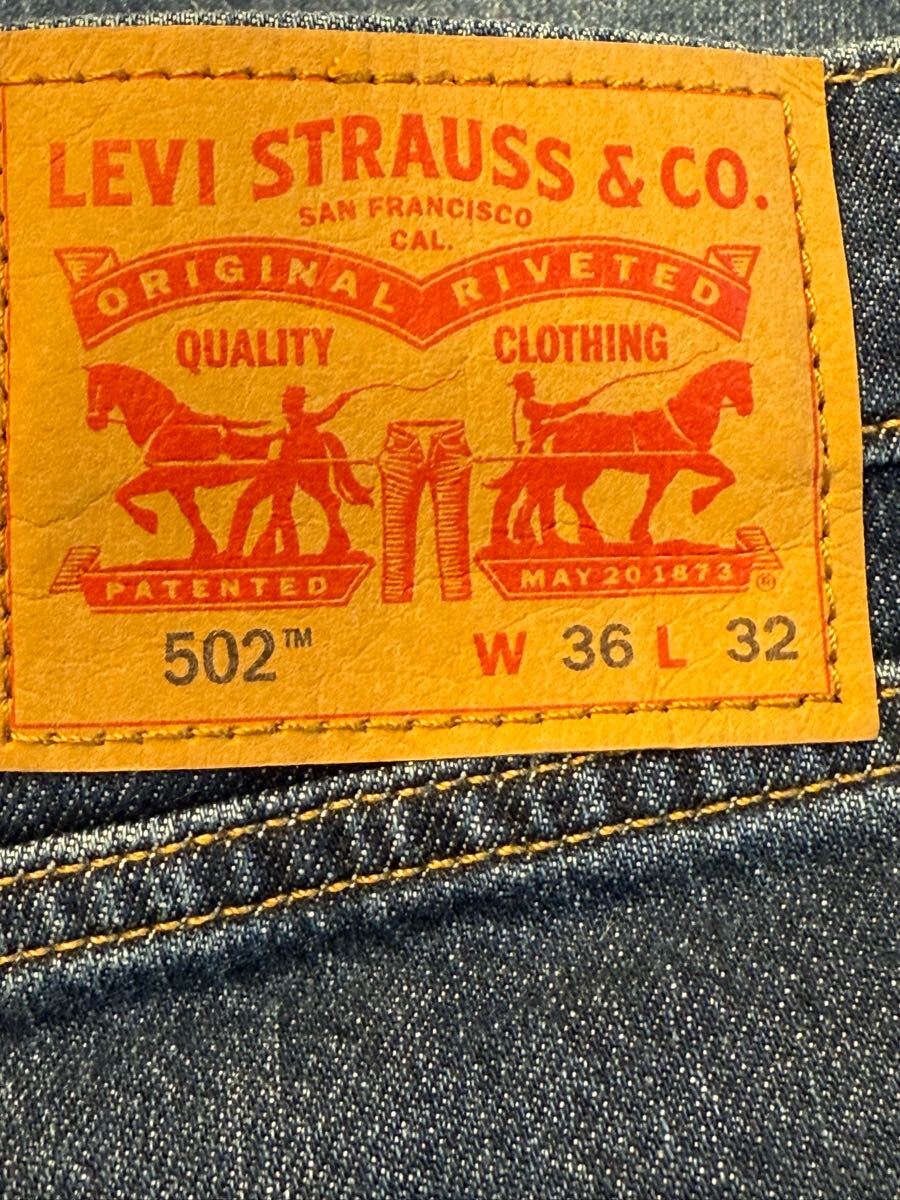 LEVI STRAUSS & CO.
SAN FRANCISCO
CAL.
ORIGINAL RIVETED
QUALITY CLOTHING
PATENTED MAY 20 1873 ®
502™ W 36 L 32